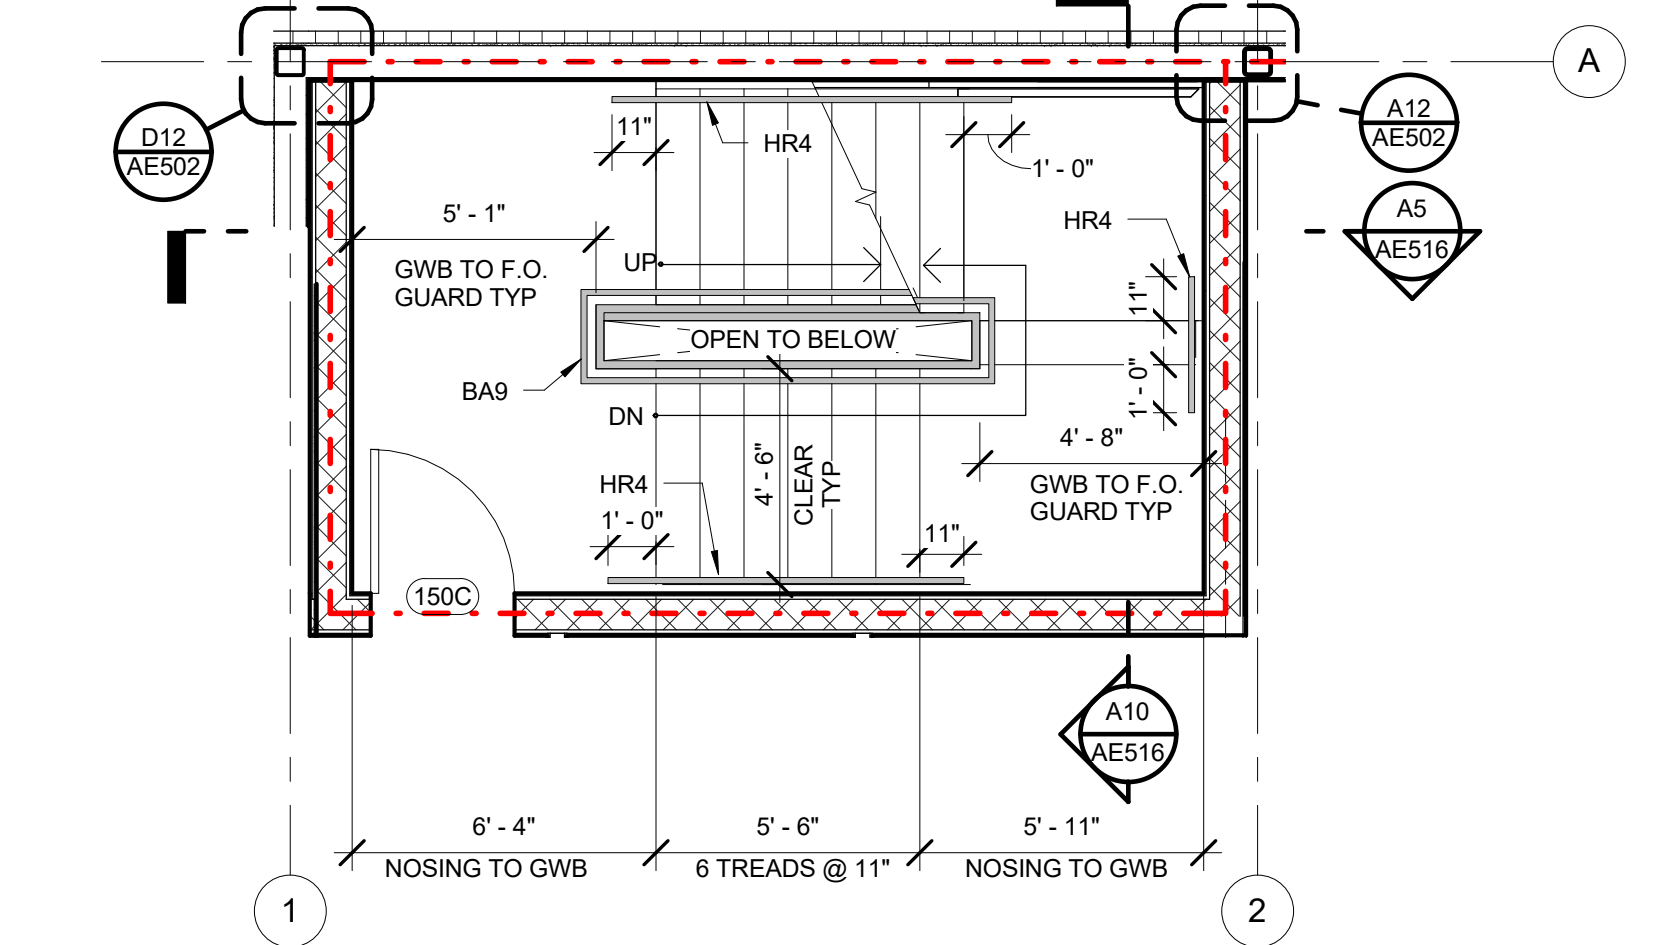 A
D12
AE502
11"
HR4
1' - 0"
A12
AE502
A5
AE516
5' - 1"
GWB TO F.O.
GUARD TYP
UP
HR4
11"
1' - 0"
OPEN TO BELOW
BA9
DN
4' - 6"
CLEAR
TYP
4' - 8"
GWB TO F.O.
GUARD TYP
HR4
1' - 0"
11"
150C
A10
AE516
6' - 4"
NOSING TO GWB
5' - 6"
6 TREADS @ 11"
5' - 11"
NOSING TO GWB
1
2